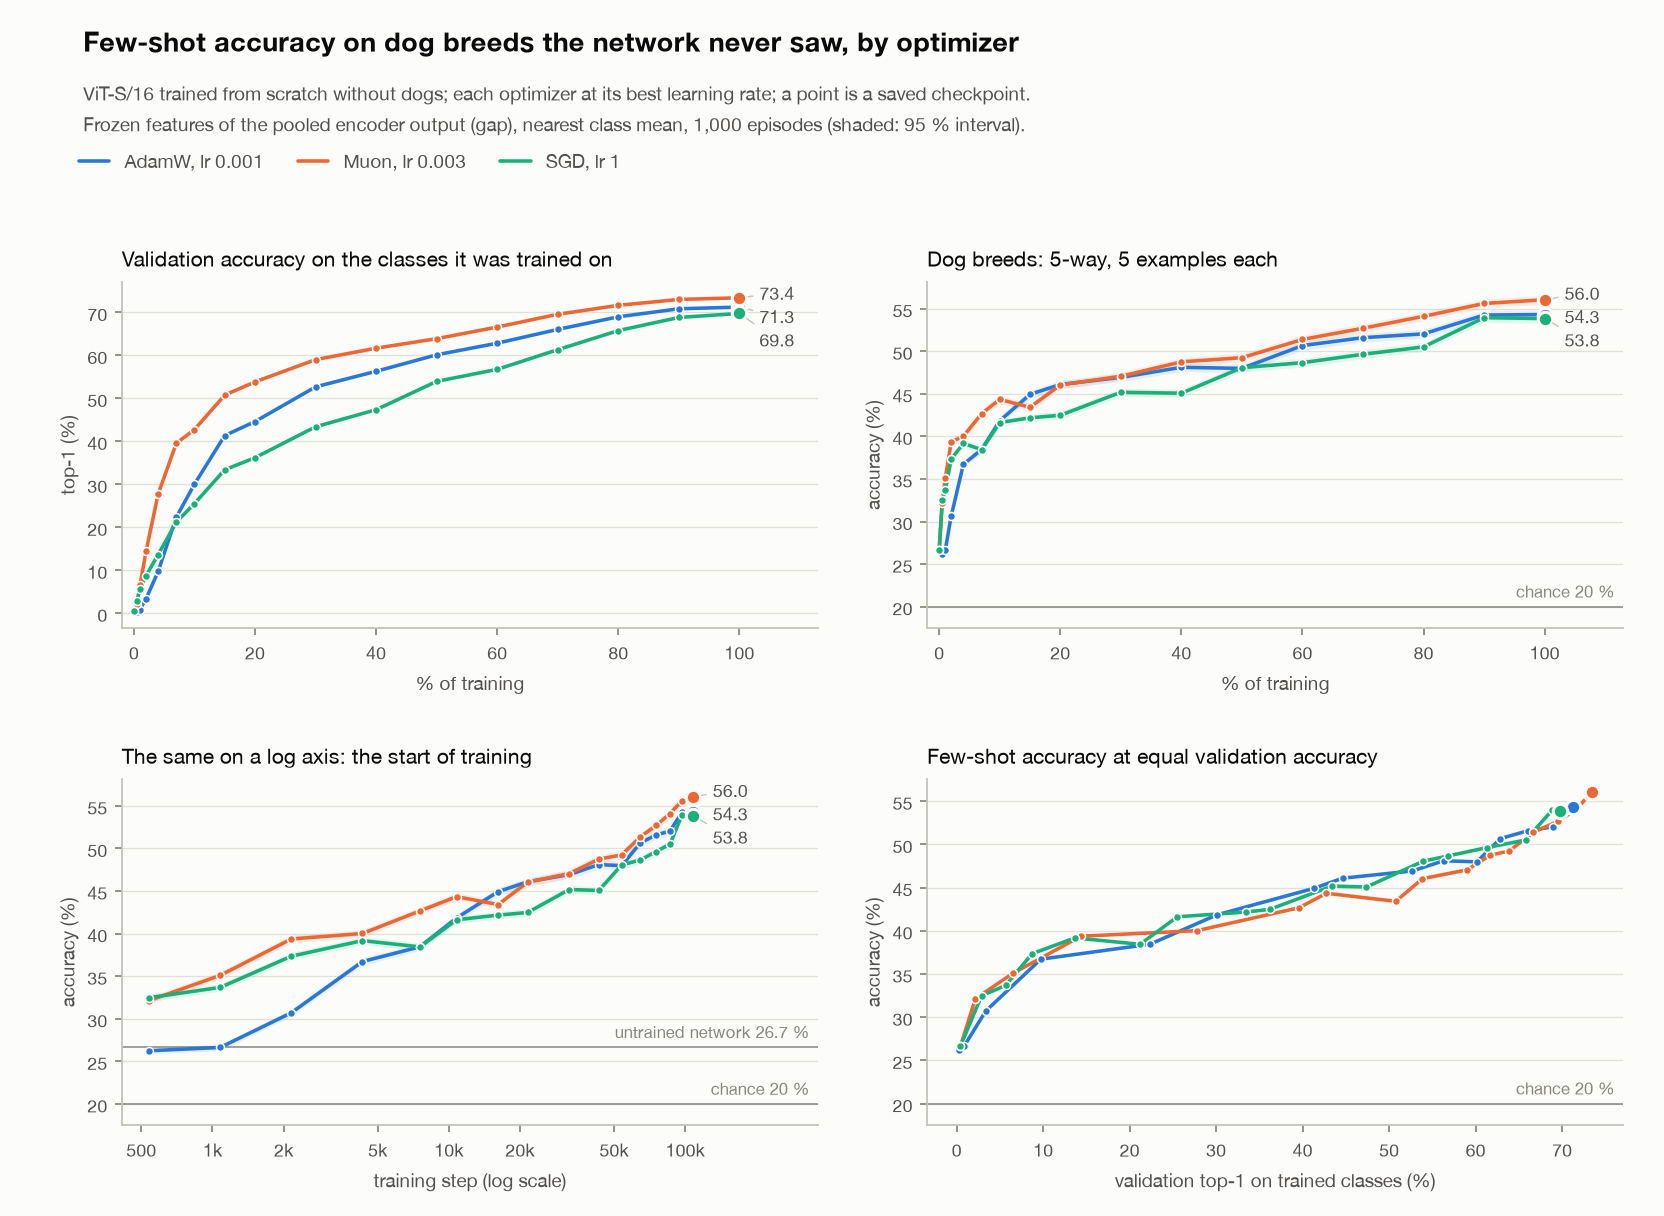 Few-shot accuracy on dog breeds the network never saw, by optimizer
ViT-S/16 trained from scratch without dogs; each optimizer at its best learning rate; a point is a saved checkpoint.
Frozen features of the pooled encoder output (gap), nearest class mean, 1,000 episodes (shaded: 95 % interval).
AdamW, lr 0.001
Muon, lr 0.003
SGD, lr 1
Validation accuracy on the classes it was trained on
73.4
71.3
69.8
70
60
50
40
30
20
10
0
top-1 (%)
0 20 40 60 80 100
% of training
Dog breeds: 5-way, 5 examples each
56.0
54.3
53.8
55
50
45
40
35
30
25
20
accuracy (%)
chance 20 %
0 20 40 60 80 100
% of training
The same on a log axis: the start of training
56.0
54.3
53.8
55
50
45
40
35
30
25
20
accuracy (%)
untrained network 26.7 %
chance 20 %
500 1k 2k 5k 10k 20k 50k 100k
training step (log scale)
Few-shot accuracy at equal validation accuracy
55
50
45
40
35
30
25
20
accuracy (%)
chance 20 %
0 10 20 30 40 50 60 70
validation top-1 on trained classes (%)